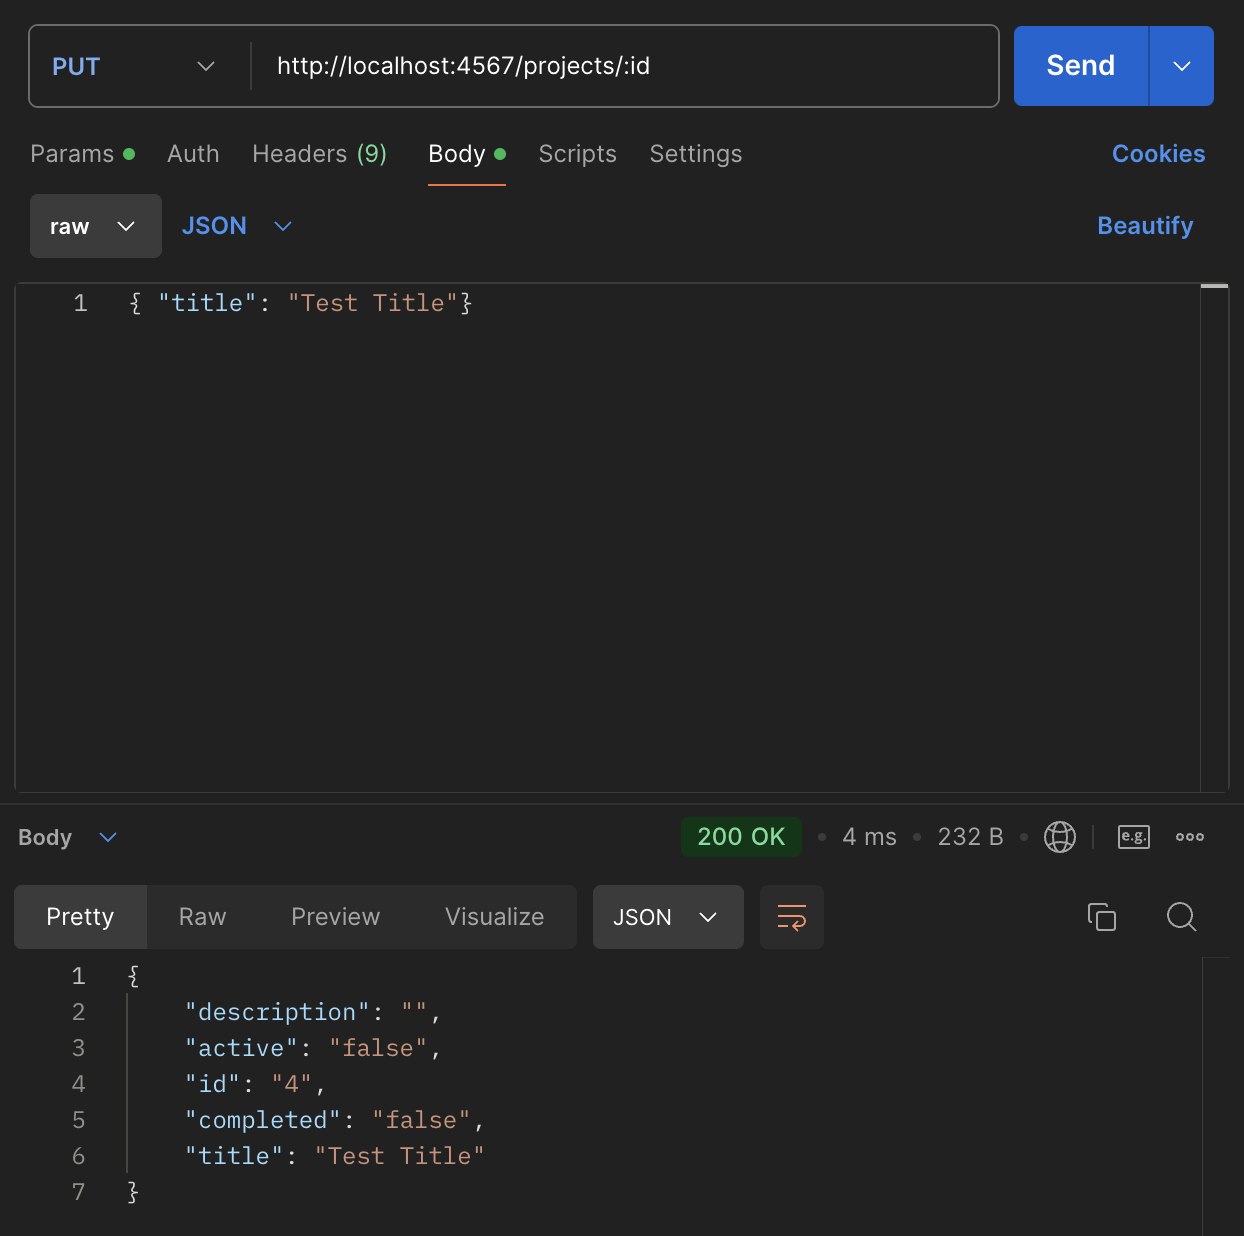 PUT http://localhost:4567/projects/:id Send
Params Auth Headers (9) Body Scripts Settings Cookies
raw JSON Beautify
1 { "title": "Test Title"}
Body 200 OK • 4 ms • 232 B • e.g.
Pretty Raw Preview Visualize JSON
1 {
2 "description": "",
3 "active": "false",
4 "id": "4",
5 "completed": "false",
6 "title": "Test Title"
7 }